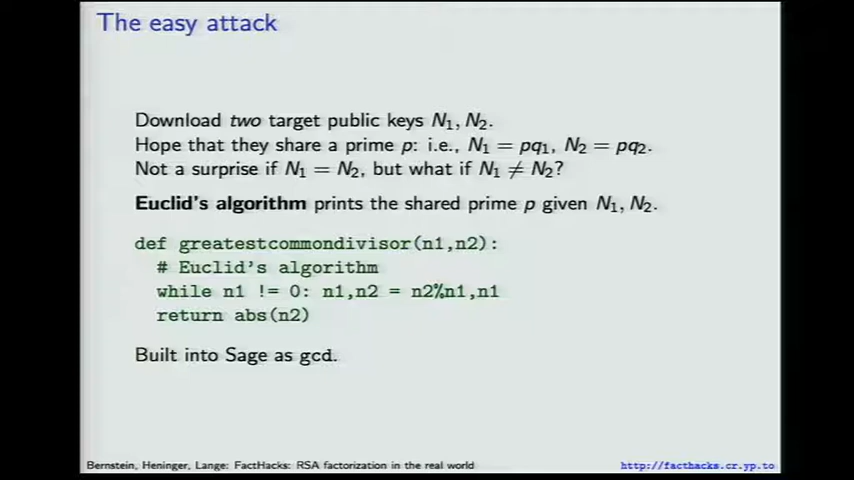 The easy attack
Download two target public keys N₁, N₂.
Hope that they share a prime p: i.e., N₁ = pq₁, N₂ = pq₂.
Not a surprise if N₁ = N₂, but what if N₁ ≠ N₂?
Euclid's algorithm prints the shared prime p given N₁, N₂.
def greatestcommondivisor(n1,n2):
# Euclid's algorithm
while n1 != 0: n1,n2 = n2%n1,n1
return abs(n2)
Built into Sage as gcd.
Bernstein, Heninger, Lange: FactHacks: RSA factorization in the real world
http://facthacks.cr.yp.to